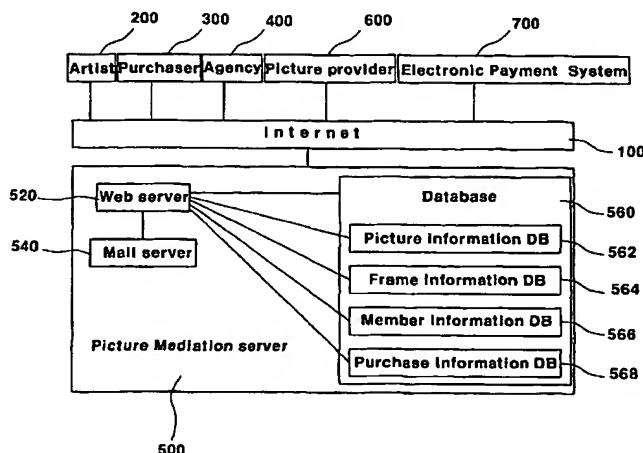 200 300 400 600 700
Artist Purchaser Agency Picture provider Electronic Payment System
Internet
100
520
Web server
Database
560
540
Mail server
Picture Information DB
562
Frame Information DB
564
Member Information DB
566
Picture Mediation server
Purchase Information DB
568
500